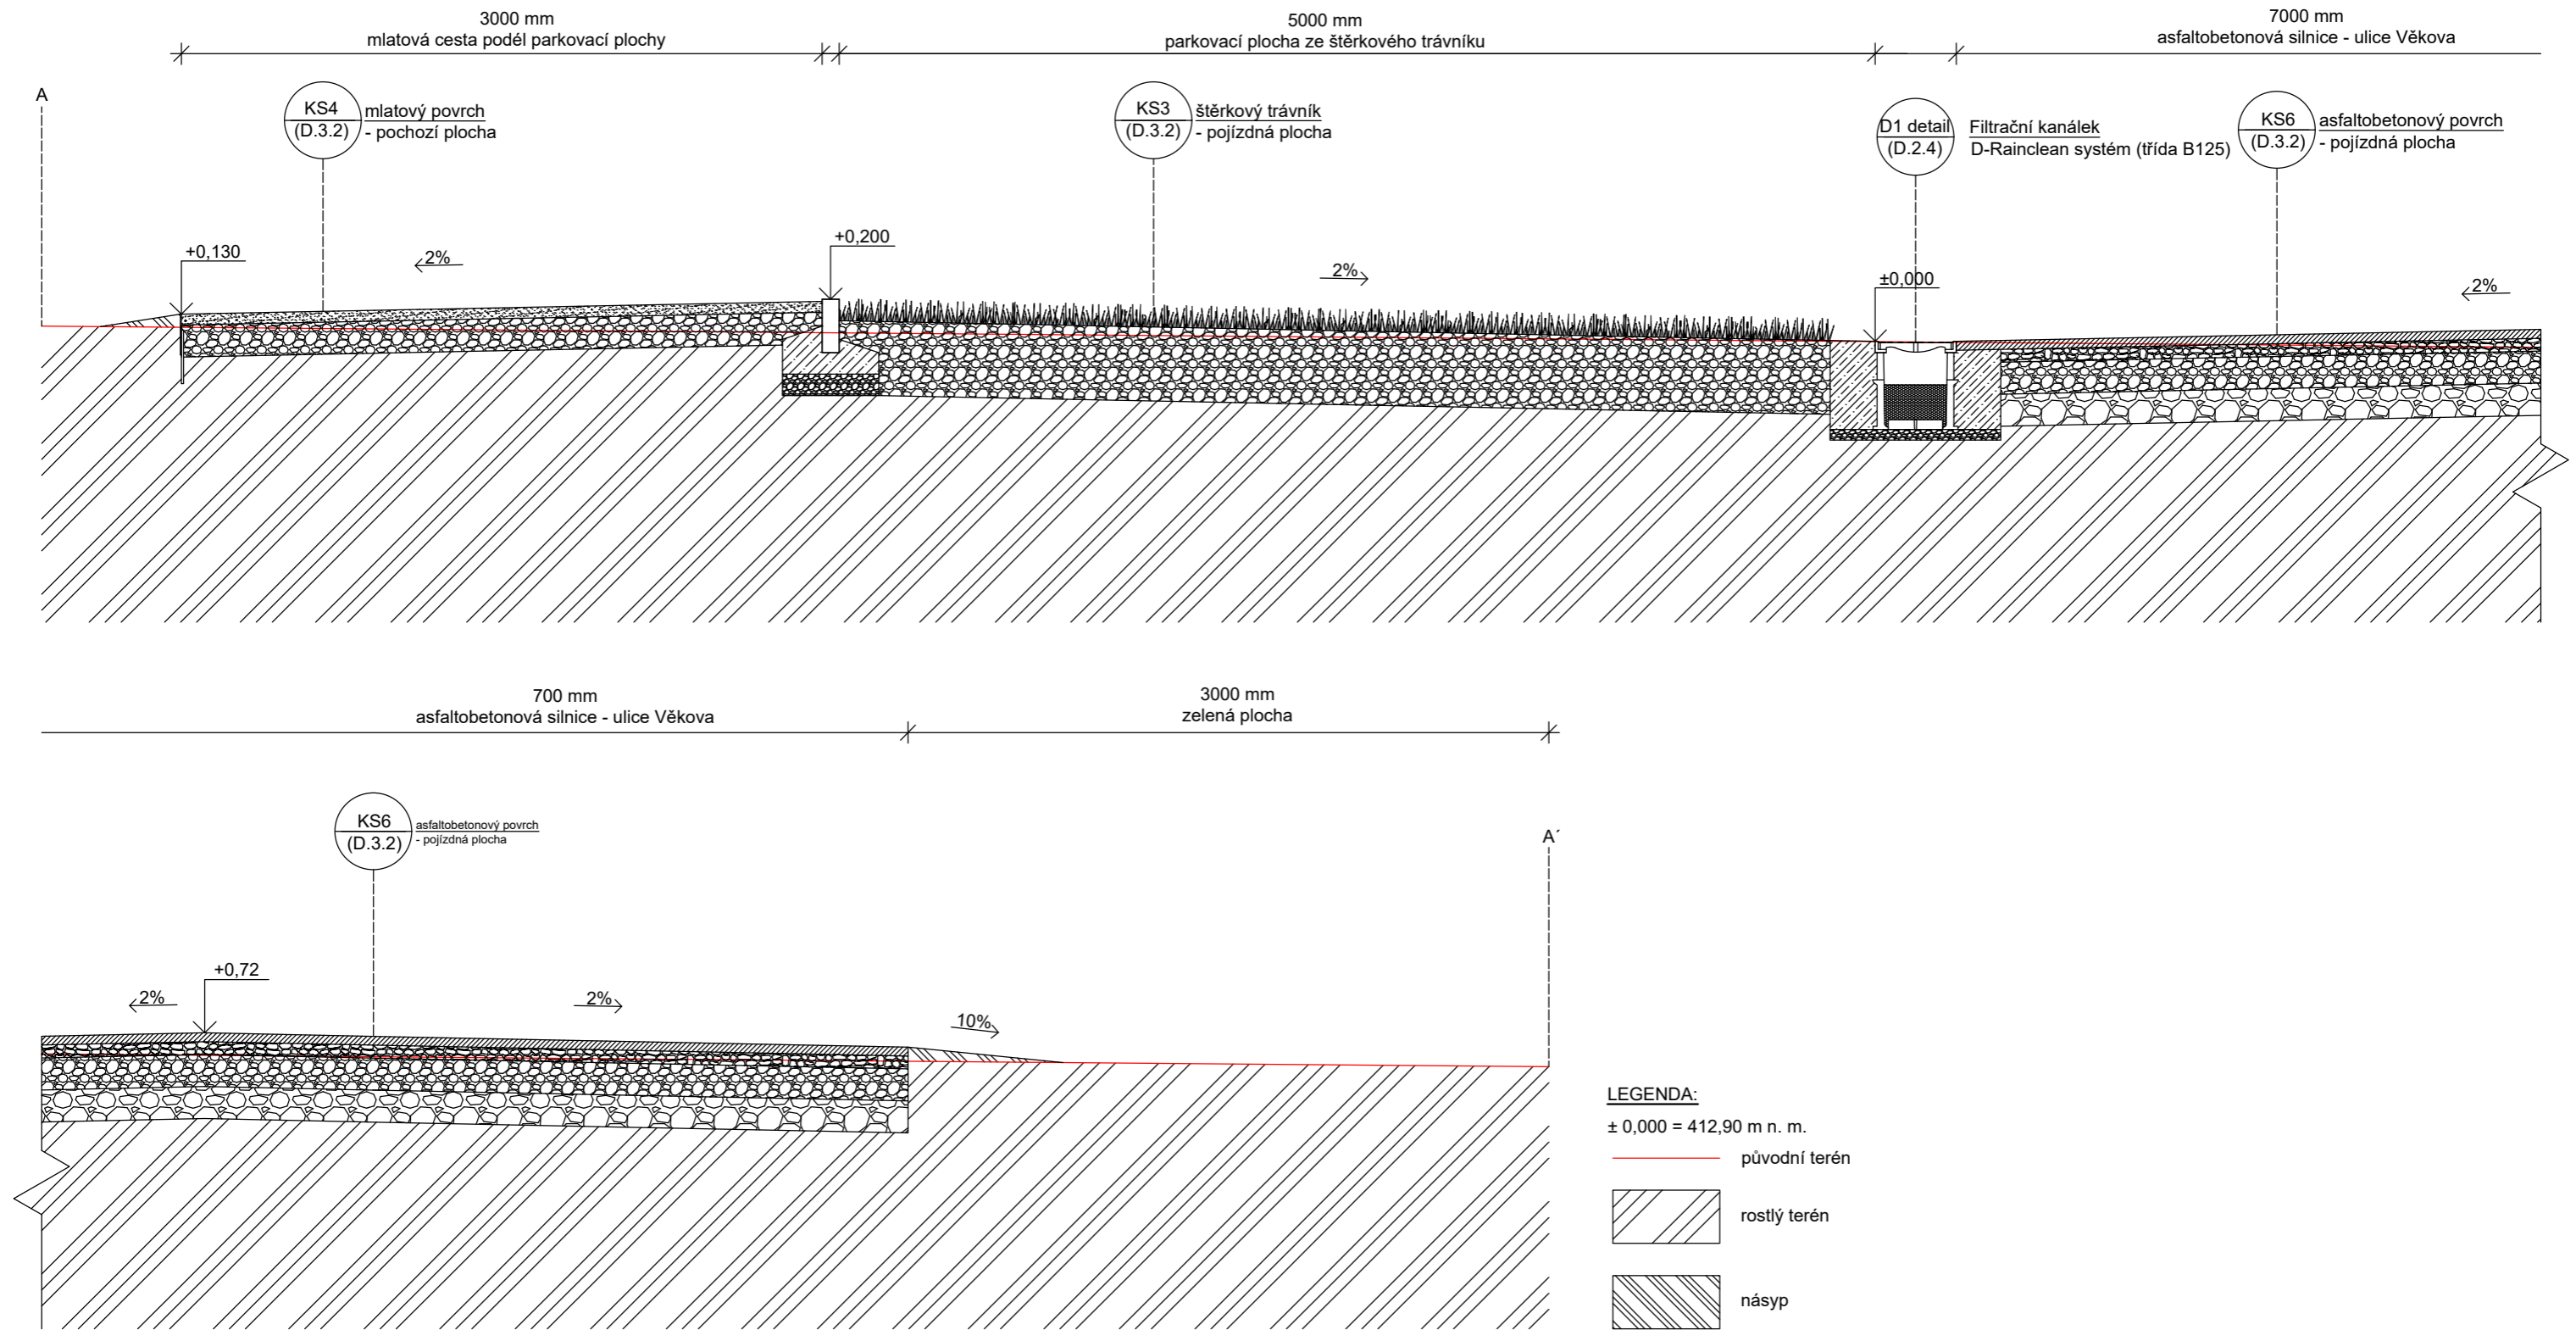 3000 mm
mlatová cesta podél parkovací plochy
5000 mm
parkovací plocha ze štěrkového trávníku
7000 mm
asfaltobetonová silnice - ulice Věkova
A
KS4
(D.3.2)
mlatový povrch
- pochozí plocha
KS3
(D.3.2)
štěrkový trávník
- pojízdná plocha
D1 detail
(D.2.4)
Filtrační kanálek
D-Rainclean systém (třída B125)
KS6
(D.3.2)
asfaltobetonový povrch
- pojízdná plocha
+0,130
2%
+0,200
2%
±0,000
2%
700 mm
asfaltobetonová silnice - ulice Věkova
3000 mm
zelená plocha
KS6
(D.3.2)
asfaltobetonový povrch
- pojízdná plocha
A´
2%
+0,72
2%
10%
LEGENDA:
± 0,000 = 412,90 m n. m.
původní terén
rostlý terén
násyp